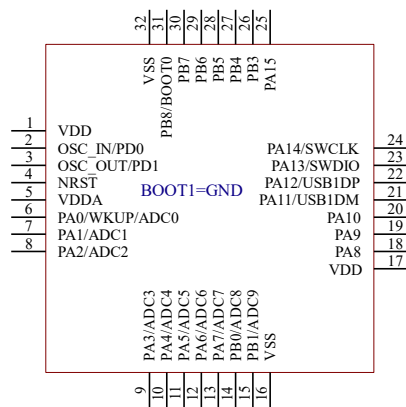 32 31 30 29 28 27 26 25
VSS
PB8/BOOT0
PB7
PB6
PB5
PB4
PB3
PA15
1 VDD
2 OSC_IN/PD0
3 OSC_OUT/PD1
4 NRST
5 VDDA
6 PA0/WKUP/ADC0
7 PA1/ADC1
8 PA2/ADC2
BOOT1=GND
PA14/SWCLK 24
PA13/SWDIO 23
PA12/USB1DP 22
PA11/USB1DM 21
PA10 20
PA9 19
PA8 18
VDD 17
PA3/ADC3
PA4/ADC4
PA5/ADC5
PA6/ADC6
PA7/ADC7
PB0/ADC8
PB1/ADC9
VSS
9 10 11 12 13 14 15 16